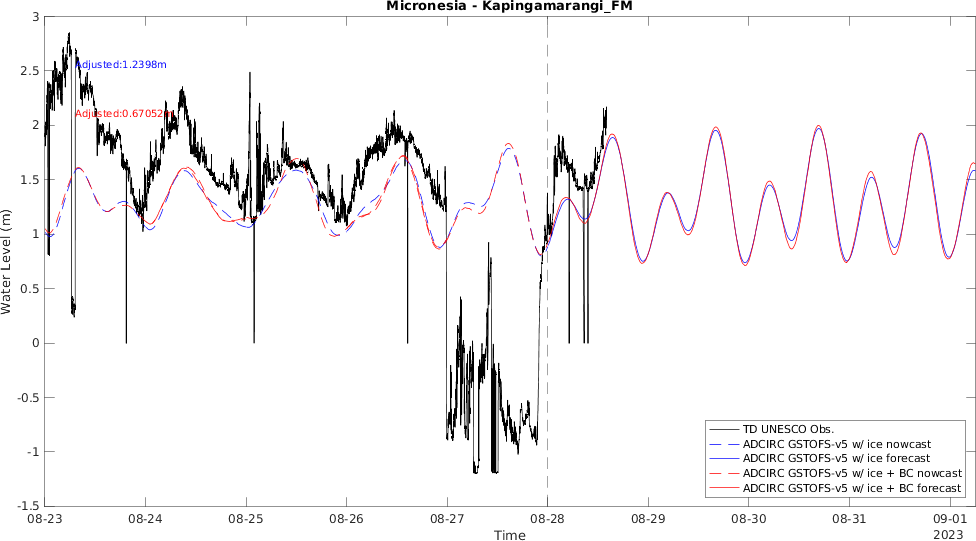 Micronesia - Kapingamarangi_FM
3
2.5
2
1.5
1
0.5
0
-0.5
-1
-1.5
Water Level (m)
Adjusted:1.2398m
Adjusted:0.67052m
TD UNESCO Obs.
ADCIRC GSTOFS-v5 w/ ice nowcast
ADCIRC GSTOFS-v5 w/ ice forecast
ADCIRC GSTOFS-v5 w/ ice + BC nowcast
ADCIRC GSTOFS-v5 w/ ice + BC forecast
08-23 08-24 08-25 08-26 08-27 08-28 08-29 08-30 08-31 09-01
2023
Time